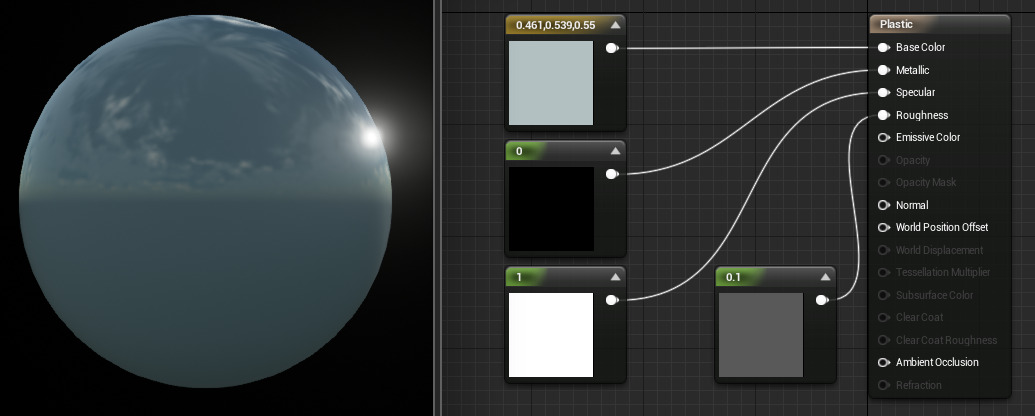 0.461,0.539,0.55
0
1
0.1
Plastic
Base Color
Metallic
Specular
Roughness
Emissive Color
Opacity
Opacity Mask
Normal
World Position Offset
World Displacement
Tessellation Multiplier
Subsurface Color
Clear Coat
Clear Coat Roughness
Ambient Occlusion
Refraction